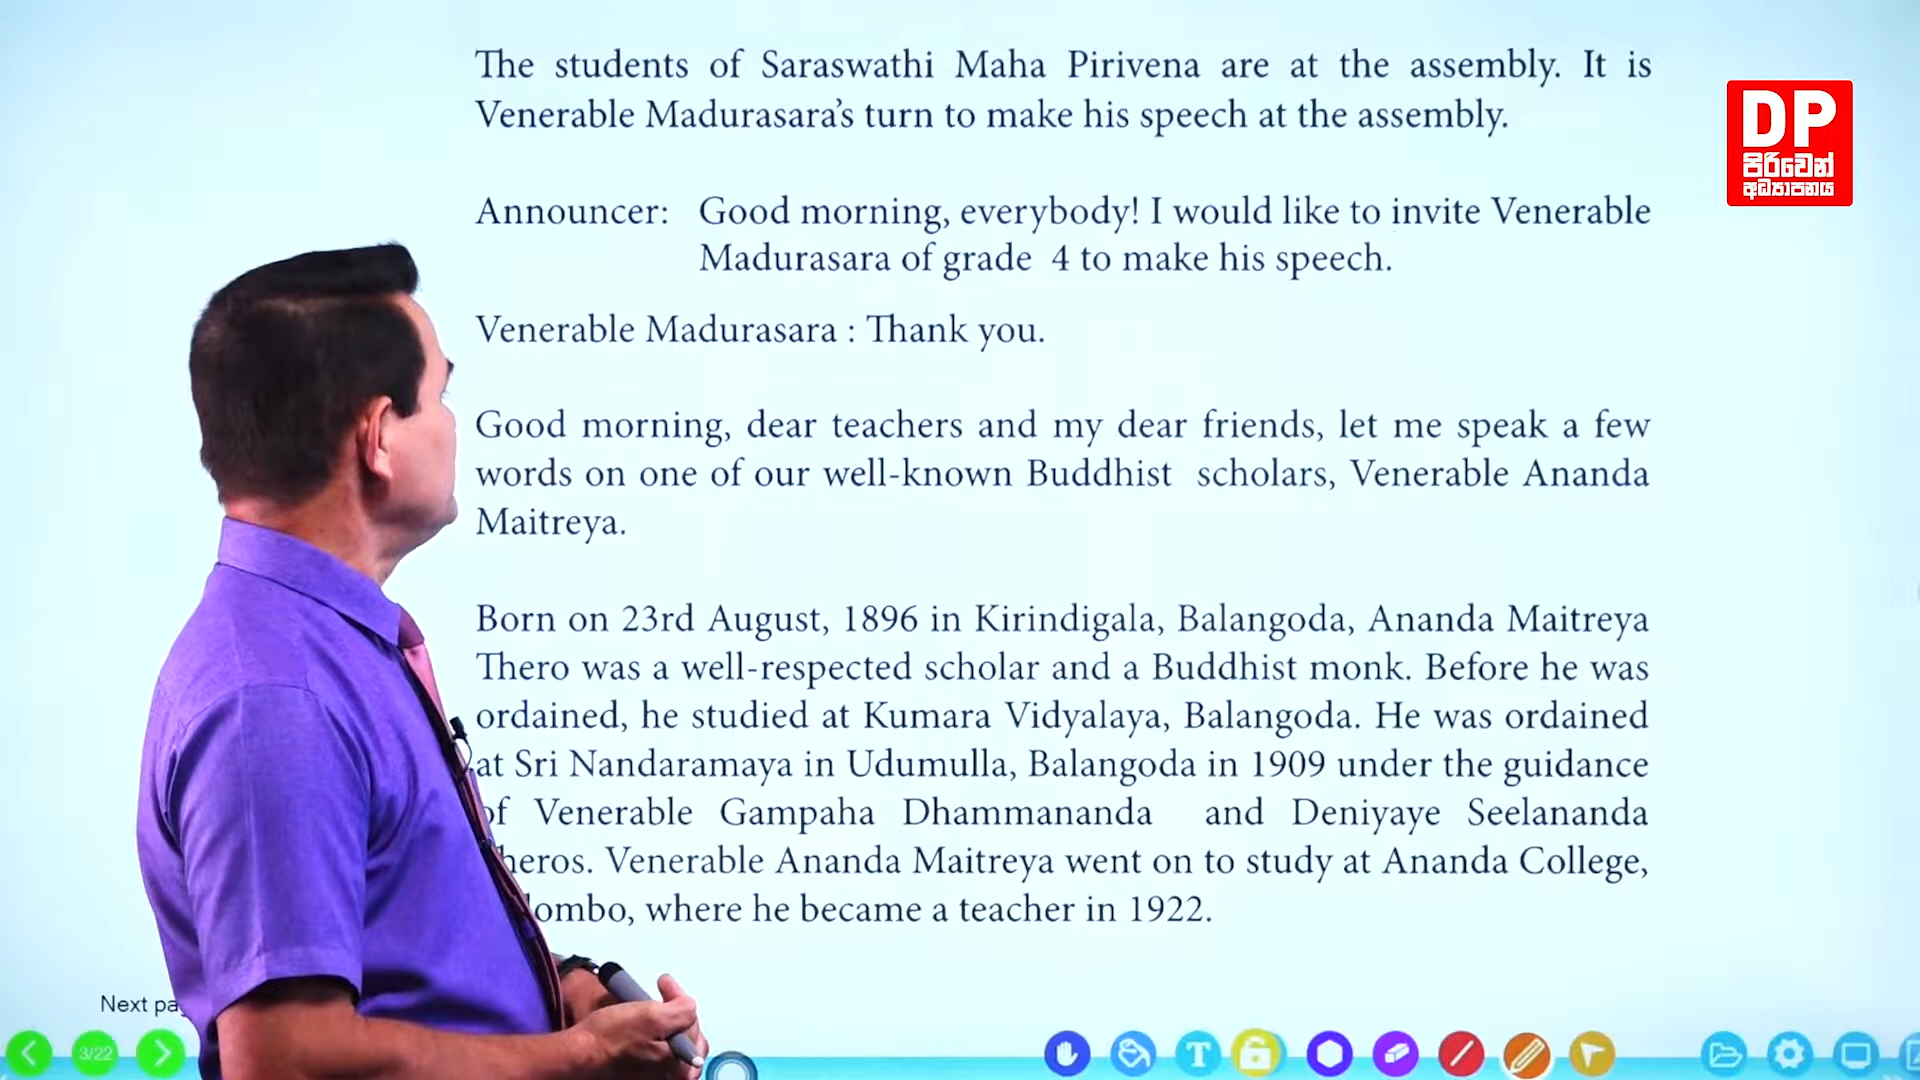 The students of Saraswathi Maha Pirivena are at the assembly. It is
Venerable Madurasara's turn to make his speech at the assembly.
DP
පිරිවෙන්
අධ්‍යාපනය
Announcer: Good morning, everybody! I would like to invite Venerable
Madurasara of grade 4 to make his speech.
Venerable Madurasara : Thank you.
Good morning, dear teachers and my dear friends, let me speak a few
words on one of our well-known Buddhist scholars, Venerable Ananda
Maitreya.
Born on 23rd August, 1896 in Kirindigala, Balangoda, Ananda Maitreya
Thero was a well-respected scholar and a Buddhist monk. Before he was
ordained, he studied at Kumara Vidyalaya, Balangoda. He was ordained
at Sri Nandaramaya in Udumulla, Balangoda in 1909 under the guidance
of Venerable Gampaha Dhammananda and Deniyaye Seelananda
heros. Venerable Ananda Maitreya went on to study at Ananda College,
lombo, where he became a teacher in 1922.
Next pa
3/22
T